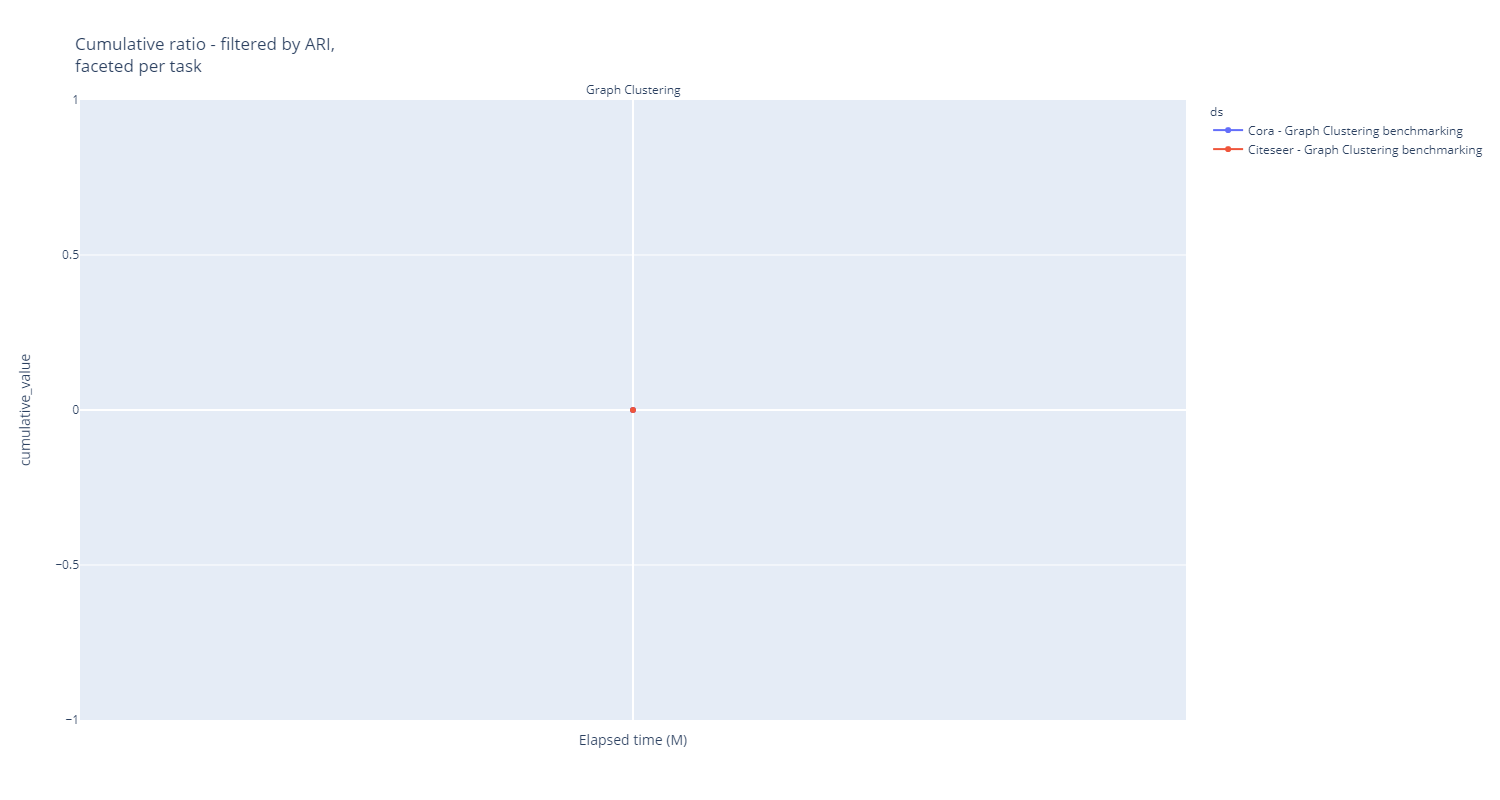 Cumulative ratio - filtered by ARI,
faceted per task
Graph Clustering
1
0.5
0
−0.5
−1
cumulative_value
Elapsed time (M)
ds
Cora - Graph Clustering benchmarking
Citeseer - Graph Clustering benchmarking